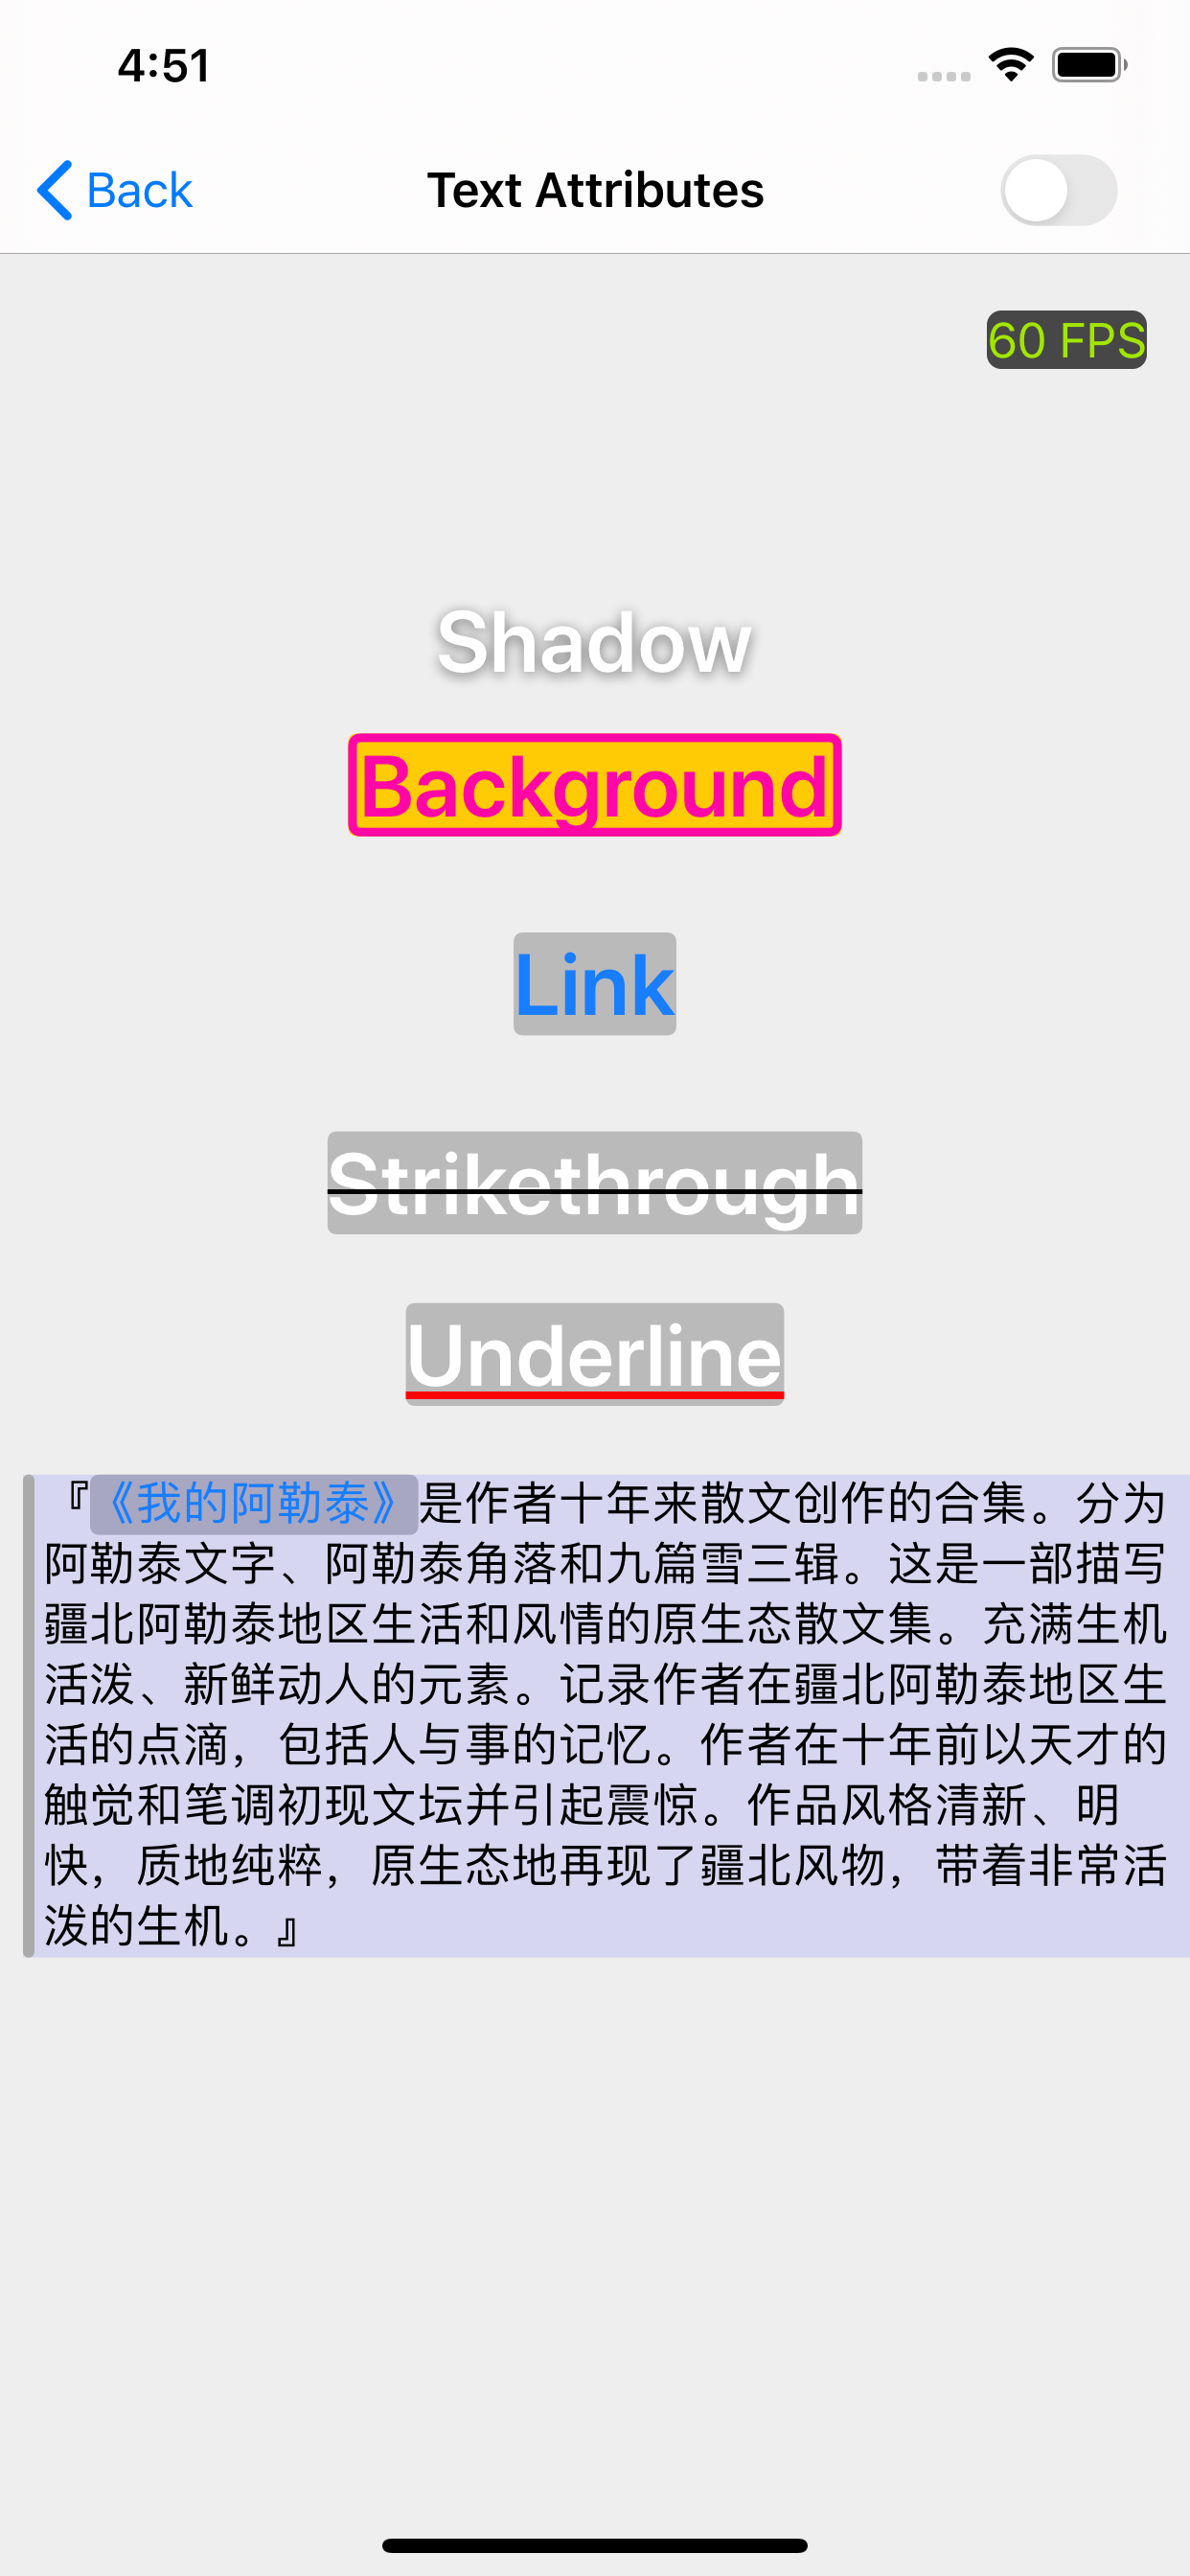 4:51
Back
Text Attributes
60 FPS
Shadow
Background
Link
Strikethrough
Underline
『《我的阿勒泰》是作者十年来散文创作的合集。分为
阿勒泰文字、阿勒泰角落和九篇雪三辑。这是一部描写
疆北阿勒泰地区生活和风情的原生态散文集。充满生机
活泼、新鲜动人的元素。记录作者在疆北阿勒泰地区生
活的点滴，包括人与事的记忆。作者在十年前以天才的
触觉和笔调初现文坛并引起震惊。作品风格清新、明
快，质地纯粹，原生态地再现了疆北风物，带着非常活
泼的生机。』